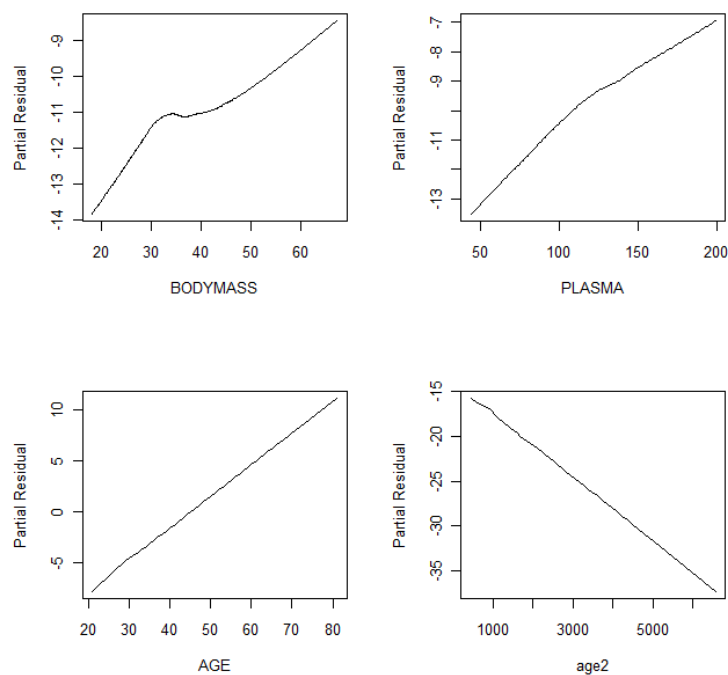 Partial Residual
-14 -13 -12 -11 -10 -9
20 30 40 50 60
BODYMASS
Partial Residual
-13 -11 -9 -8 -7
50 100 150 200
PLASMA
Partial Residual
-5 0 5 10
20 30 40 50 60 70 80
AGE
Partial Residual
-35 -30 -25 -20 -15
1000 3000 5000
age2